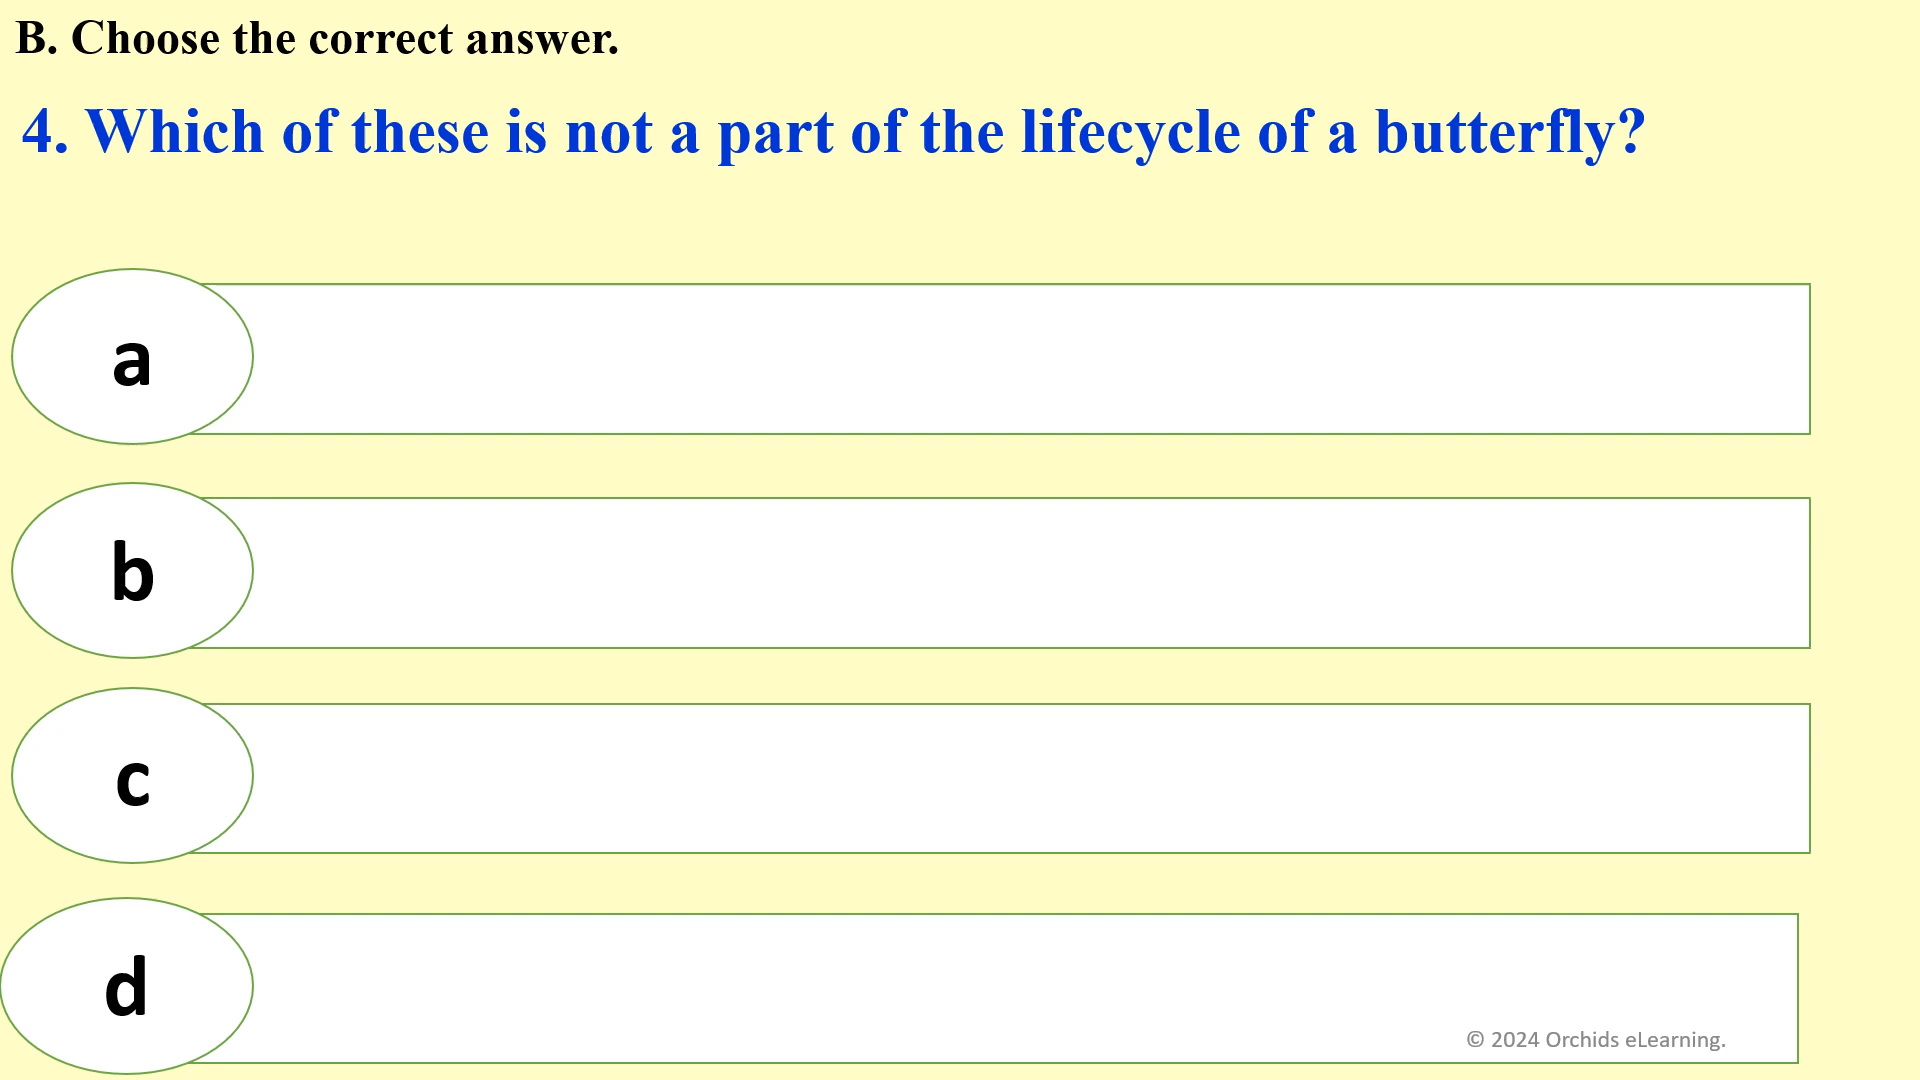 B. Choose the correct answer.
4. Which of these is not a part of the lifecycle of a butterfly?
a
b
c
d
© 2024 Orchids eLearning.